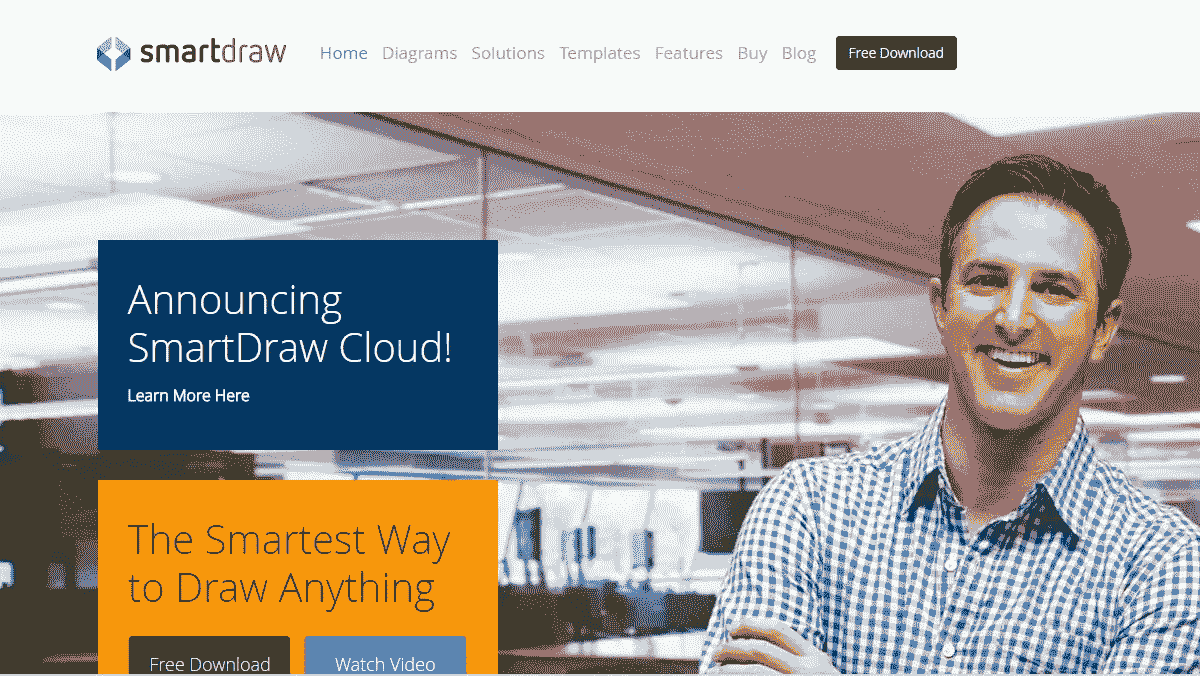 smartdraw Home Diagrams Solutions Templates Features Buy Blog Free Download
Announcing
SmartDraw Cloud!
Learn More Here
The Smartest Way
to Draw Anything
Free Download Watch Video